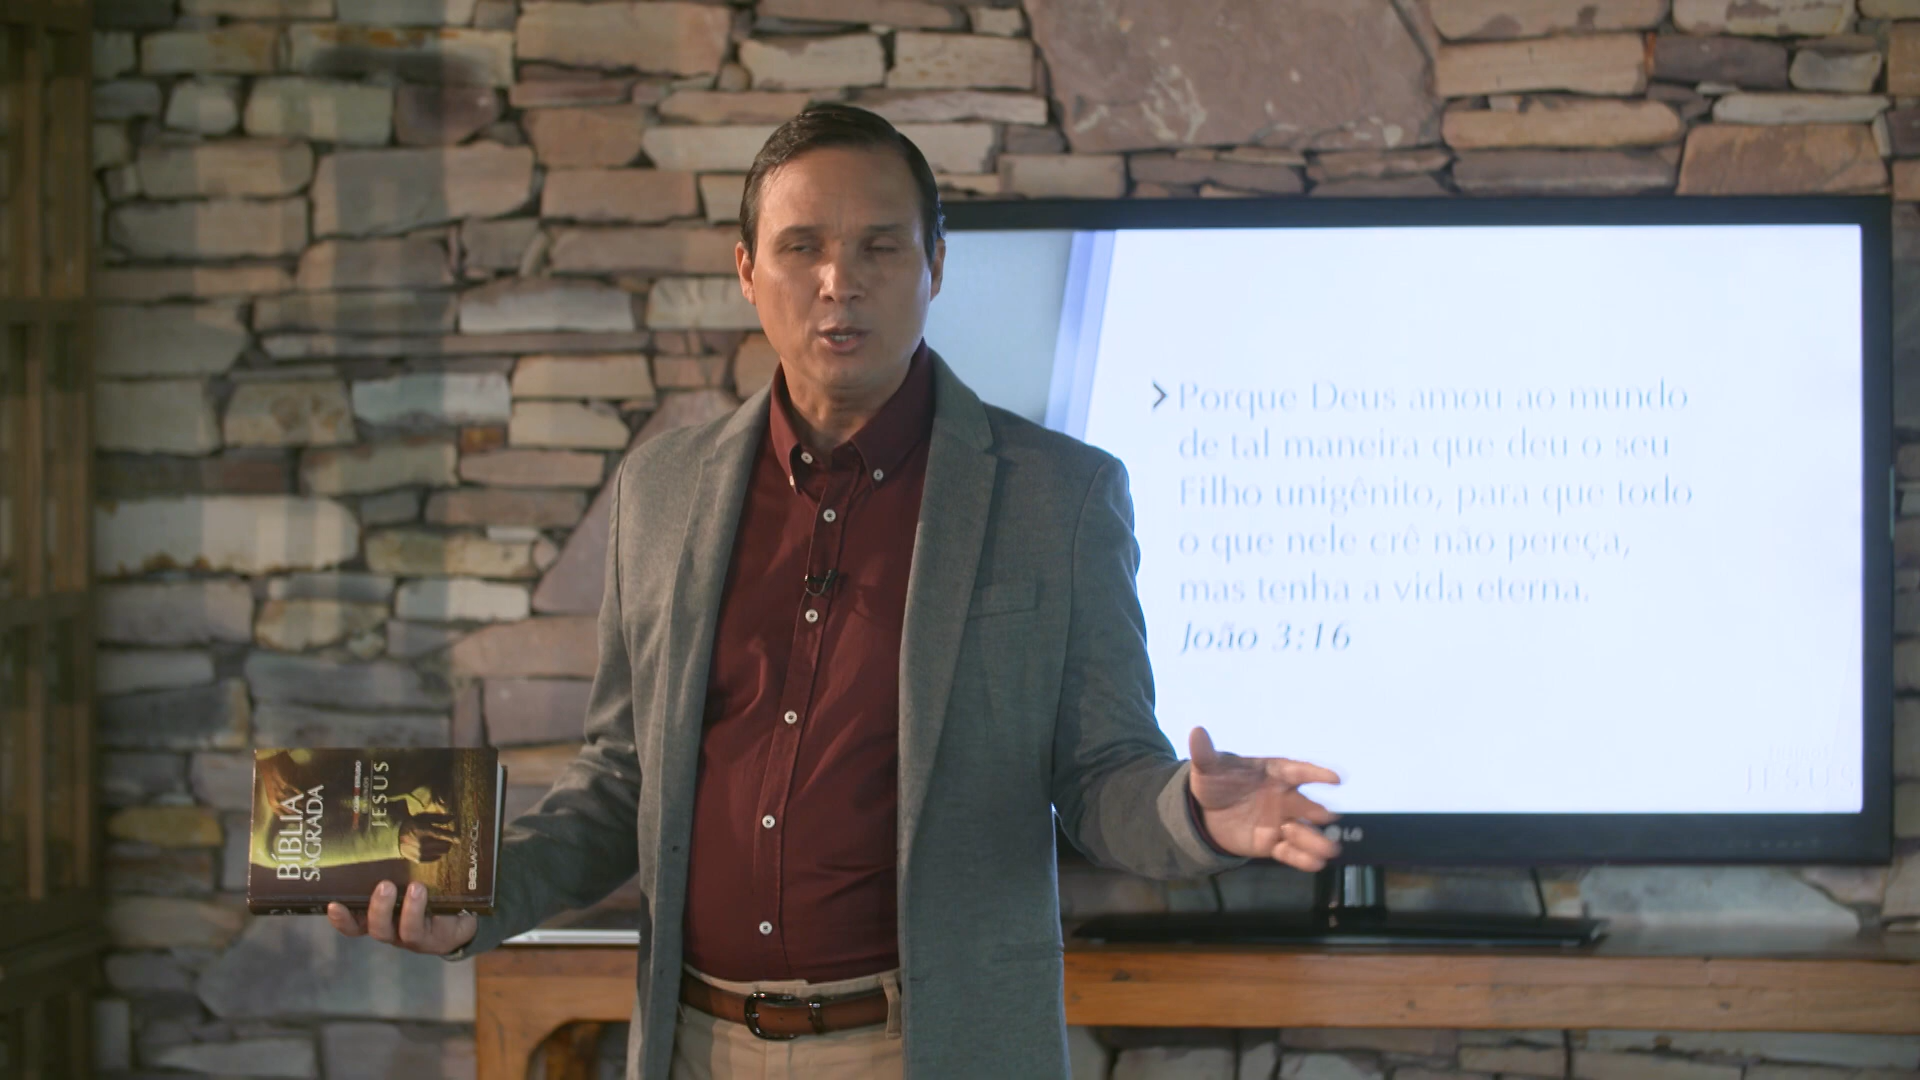 Porque Deus amou ao mundo
de tal maneira que deu o seu
Filho unigênito, para que todo
o que nele crê não pereça,
mas tenha a vida eterna.
João 3:16
JESUS
LG
BÍBLIA
SAGRADA
JESUS